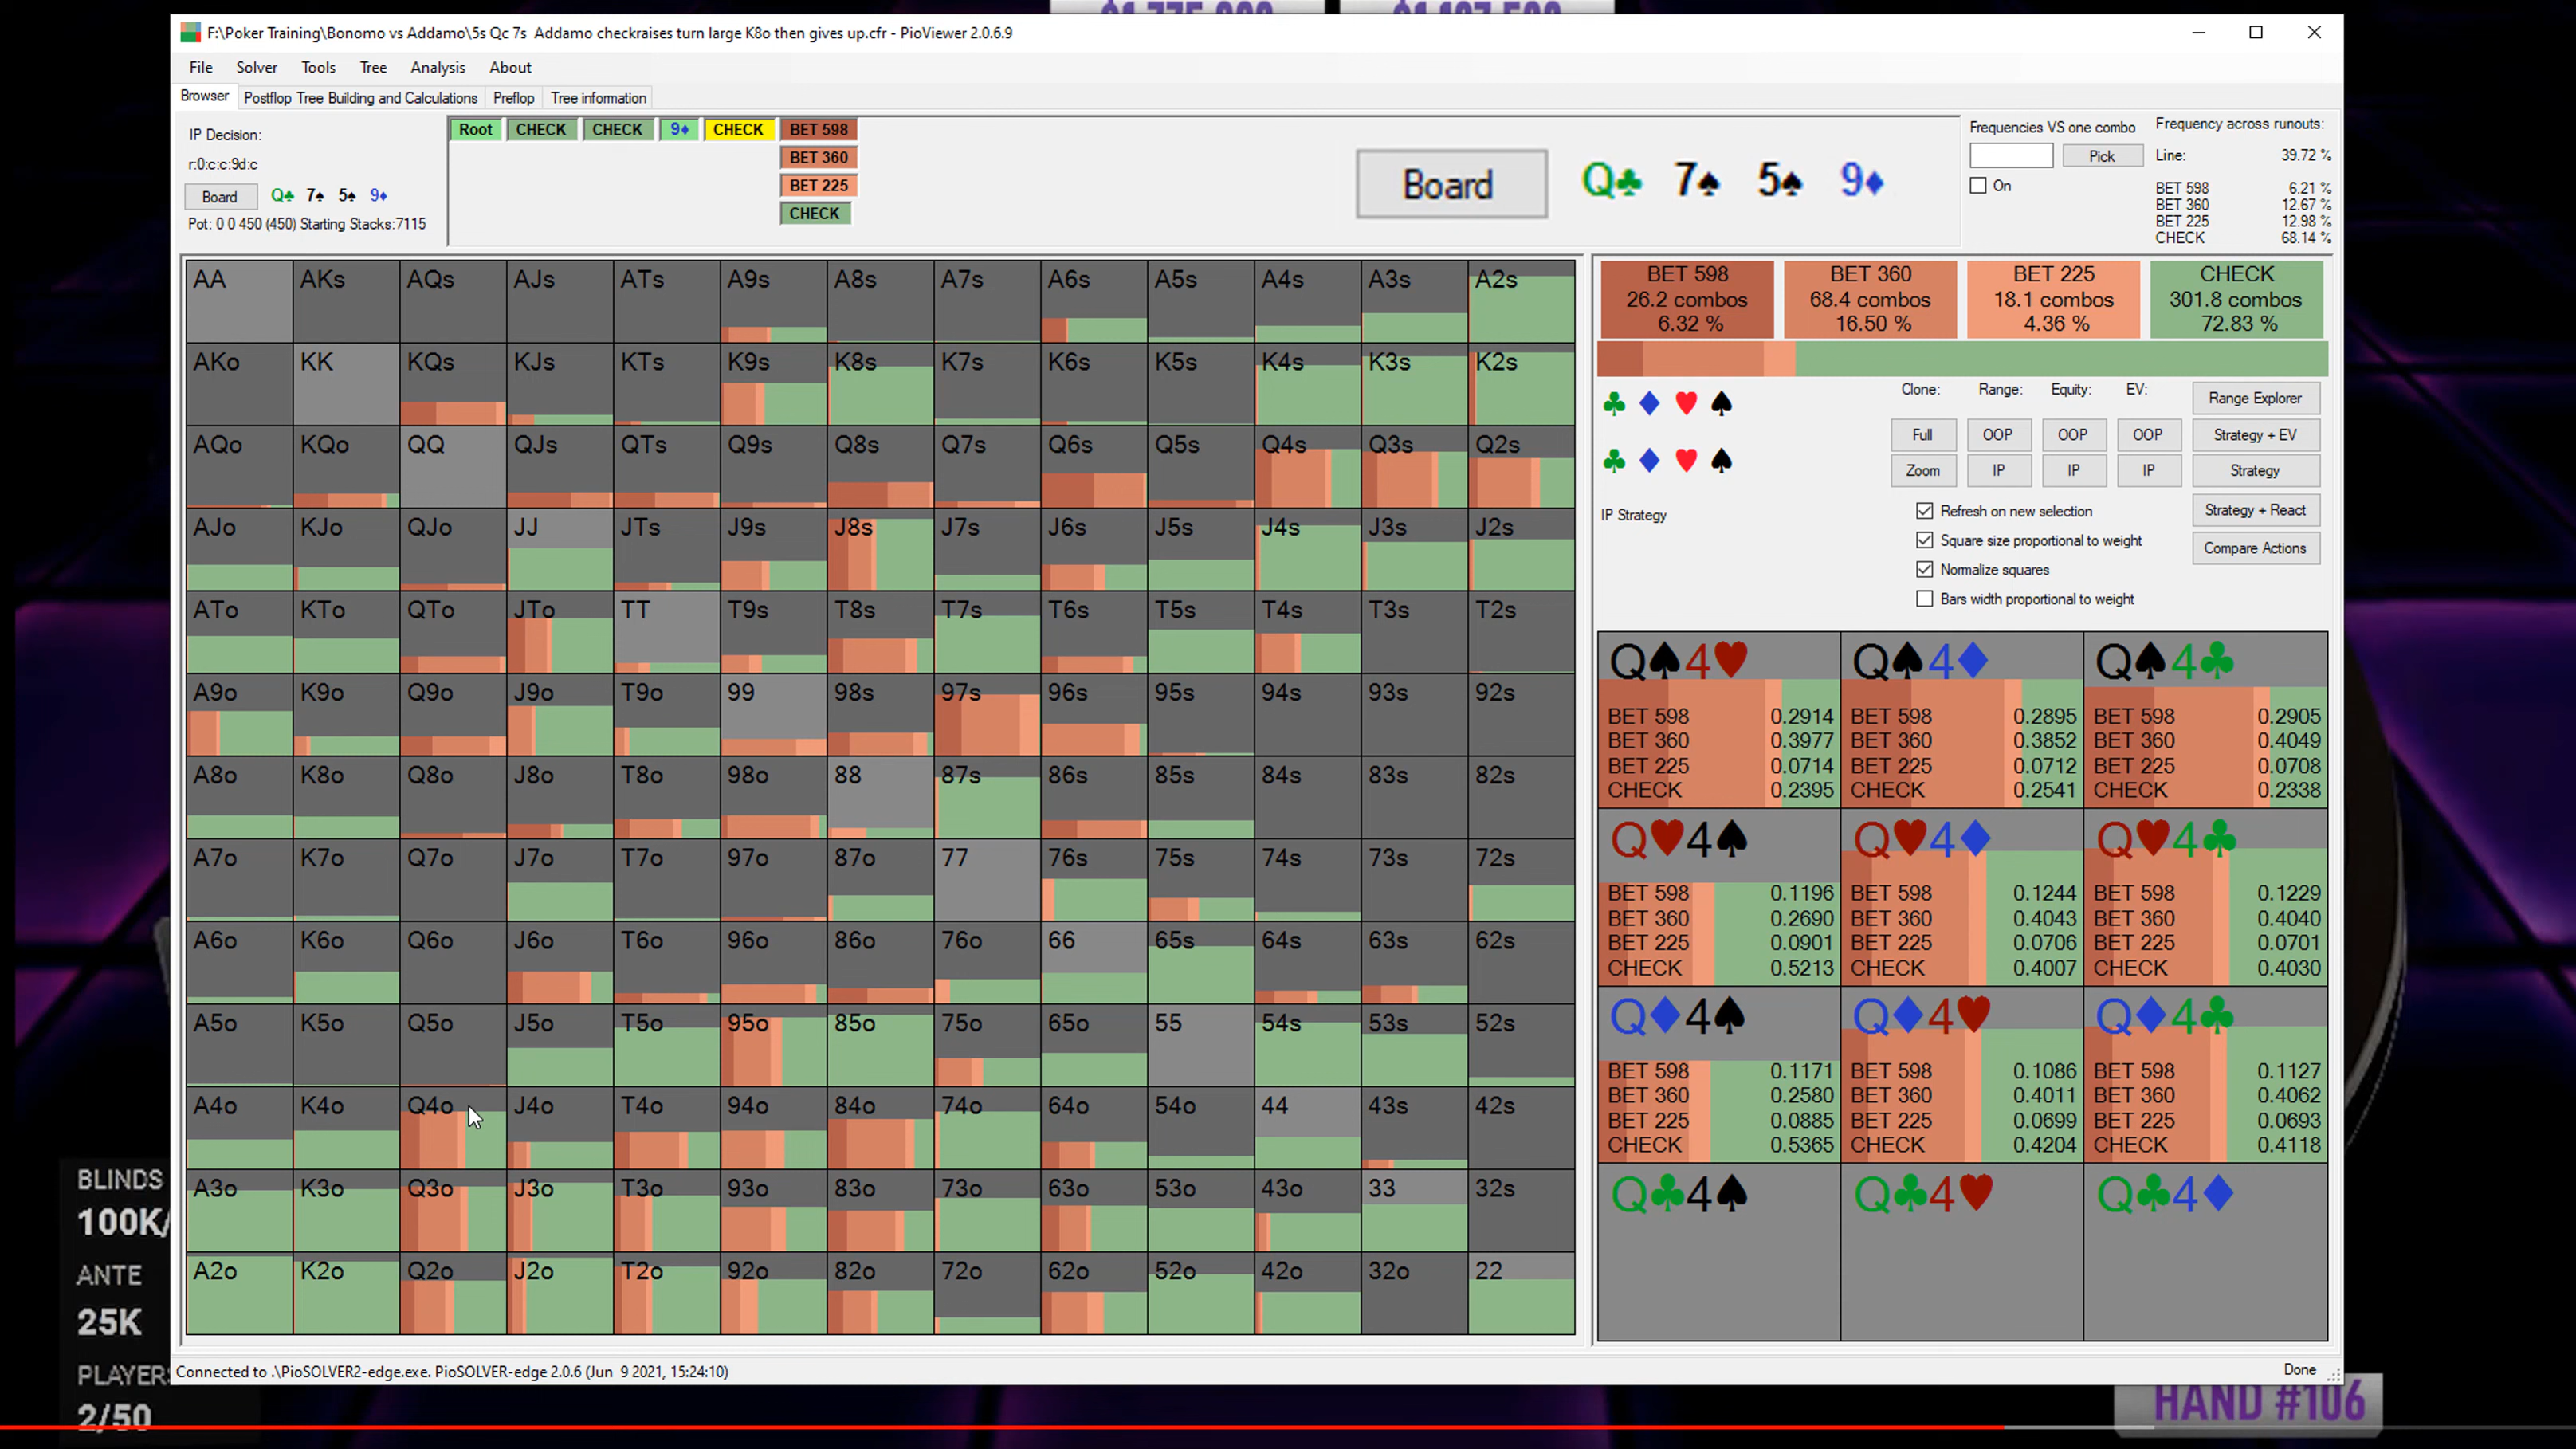 F:\Poker Training\Bonomo vs Addamo\5s Qc 7s  Addamo checkraises turn large K8o then gives up.cfr - PioViewer 2.0.6.9
File Solver Tools Tree Analysis About
Browser Postflop Tree Building and Calculations Preflop Tree information
IP Decision:
r:0:c:c:9d:c
Board Q♣ 7♠ 5♠ 9♦
Pot: 0 0 450 (450) Starting Stacks:7115
Root CHECK CHECK 9♦ CHECK BET 598
BET 360
BET 225
CHECK
Board Q♣ 7♠ 5♠ 9♦
Frequencies VS one combo
Pick
On
Frequency across runouts:
Line: 39.72 %
BET 598 6.21 %
BET 360 12.67 %
BET 225 12.98 %
CHECK 68.14 %
AA AKs AQs AJs ATs A9s A8s A7s A6s A5s A4s A3s A2s
AKo KK KQs KJs KTs K9s K8s K7s K6s K5s K4s K3s K2s
AQo KQo QQ QJs QTs Q9s Q8s Q7s Q6s Q5s Q4s Q3s Q2s
AJo KJo QJo JJ JTs J9s J8s J7s J6s J5s J4s J3s J2s
ATo KTo QTo JTo TT T9s T8s T7s T6s T5s T4s T3s T2s
A9o K9o Q9o J9o T9o 99 98s 97s 96s 95s 94s 93s 92s
A8o K8o Q8o J8o T8o 98o 88 87s 86s 85s 84s 83s 82s
A7o K7o Q7o J7o T7o 97o 87o 77 76s 75s 74s 73s 72s
A6o K6o Q6o J6o T6o 96o 86o 76o 66 65s 64s 63s 62s
A5o K5o Q5o J5o T5o 95o 85o 75o 65o 55 54s 53s 52s
A4o K4o Q4o J4o T4o 94o 84o 74o 64o 54o 44 43s 42s
A3o K3o Q3o J3o T3o 93o 83o 73o 63o 53o 43o 33 32s
A2o K2o Q2o J2o T2o 92o 82o 72o 62o 52o 42o 32o 22
BET 598 BET 360 BET 225 CHECK
26.2 combos 68.4 combos 18.1 combos 301.8 combos
6.32 % 16.50 % 4.36 % 72.83 %
♣ ♦ ♥ ♠
♣ ♦ ♥ ♠
Clone: Range: Equity: EV:
Full OOP OOP OOP
Zoom IP IP IP
Range Explorer
Strategy + EV
Strategy
Strategy + React
Compare Actions
IP Strategy
Refresh on new selection
Square size proportional to weight
Normalize squares
Bars width proportional to weight
Q♠4♥ Q♠4♦ Q♠4♣
BET 598 0.2914 BET 598 0.2895 BET 598 0.2905
BET 360 0.3977 BET 360 0.3852 BET 360 0.4049
BET 225 0.0714 BET 225 0.0712 BET 225 0.0708
CHECK 0.2395 CHECK 0.2541 CHECK 0.2338
Q♥4♠ Q♥4♦ Q♥4♣
BET 598 0.1196 BET 598 0.1244 BET 598 0.1229
BET 360 0.2690 BET 360 0.4043 BET 360 0.4040
BET 225 0.0901 BET 225 0.0706 BET 225 0.0701
CHECK 0.5213 CHECK 0.4007 CHECK 0.4030
Q♦4♠ Q♦4♥ Q♦4♣
BET 598 0.1171 BET 598 0.1086 BET 598 0.1127
BET 360 0.2580 BET 360 0.4011 BET 360 0.4062
BET 225 0.0885 BET 225 0.0699 BET 225 0.0693
CHECK 0.5365 CHECK 0.4204 CHECK 0.4118
Q♣4♠ Q♣4♥ Q♣4♦
Connected to .\PioSOLVER2-edge.exe. PioSOLVER-edge 2.0.6 (Jun  9 2021, 15:24:10)
Done
BLINDS
100K/
ANTE
25K
PLAYERS
2/50
HAND #106